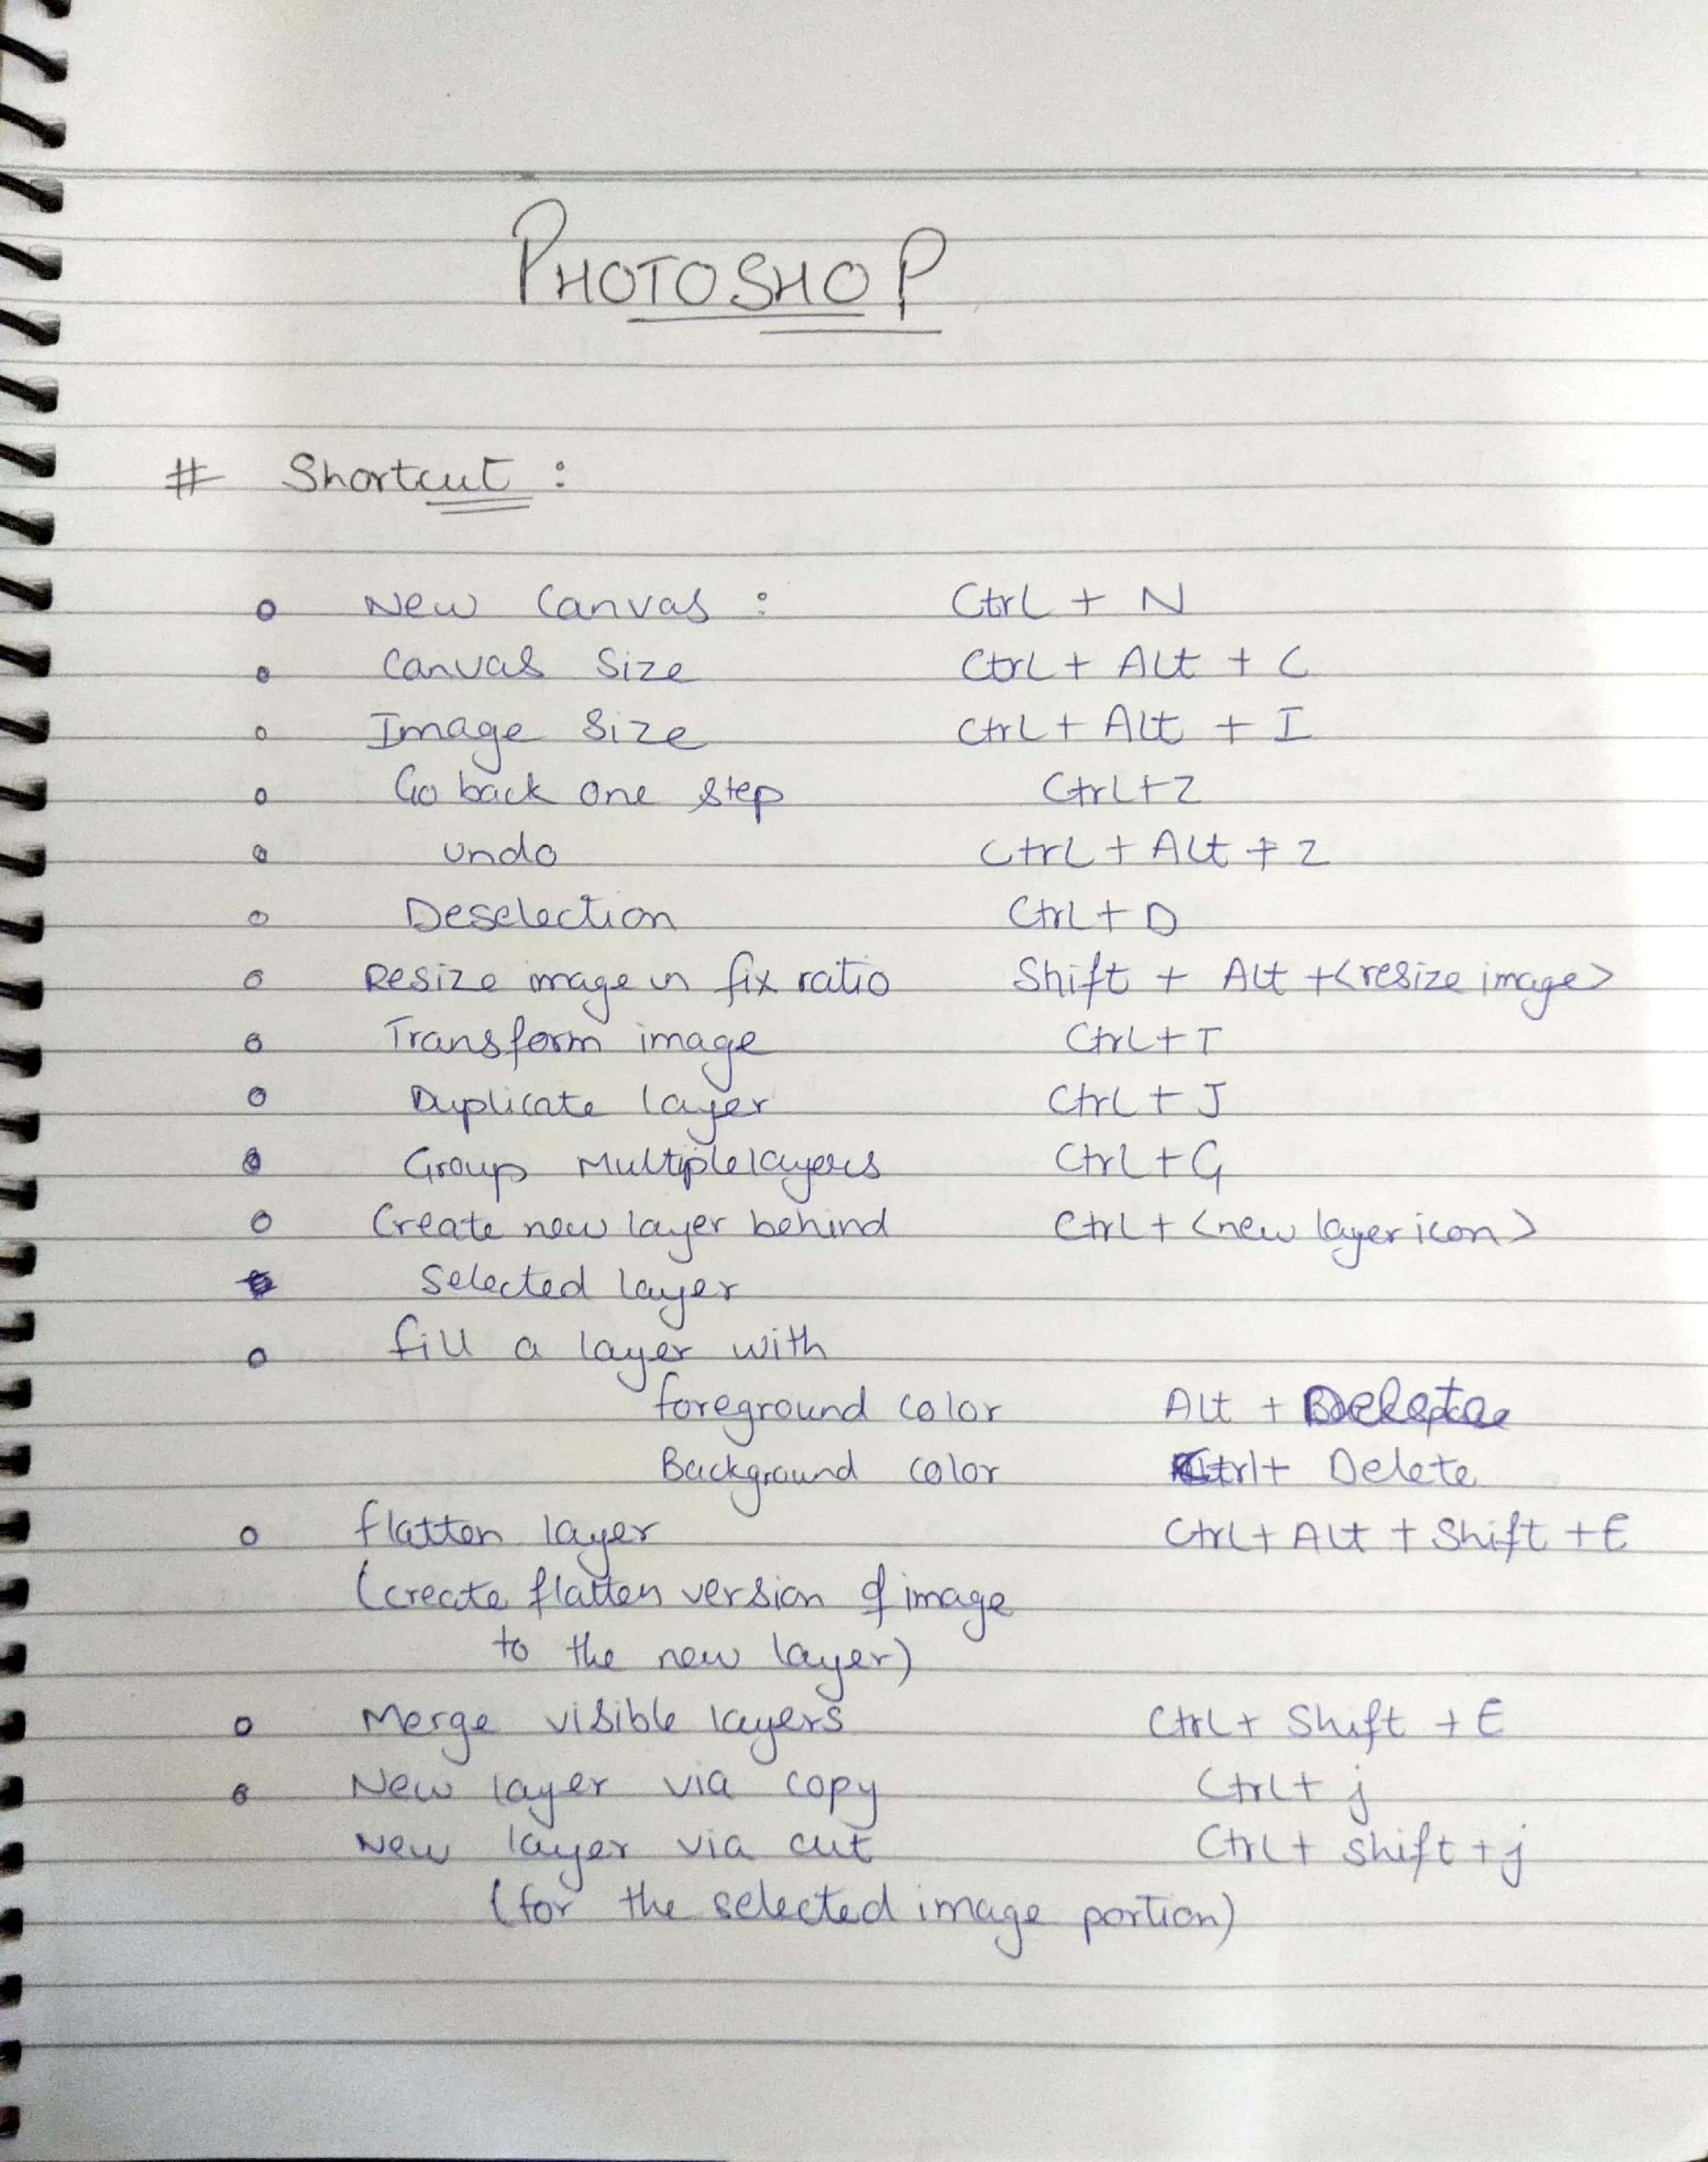 PHOTOSHOP
# Shortcut :
New Canvas : Ctrl + N
Canvas Size Ctrl + Alt + C
Image Size Ctrl + Alt + I
Go back one step Ctrl+Z
undo Ctrl + Alt + Z
Deselection Ctrl + D
Resize image in fix ratio Shift + Alt +<resize image>
Transform image Ctrl+T
Duplicate layer Ctrl + J
Group Multiple layers Ctrl + G
Create new layer behind Ctrl + <new layer icon>
Selected layer
fill a layer with
foreground color Alt + Delete
Background color Ctrl+ Delete
flatten layer Ctrl+ Alt + Shift + E
(create flatten version of image
to the new layer)
Merge visible layers Ctrl+ Shift + E
New layer via copy Ctrl+ j
New layer via cut Ctrl+ shift + j
(for the selected image portion)